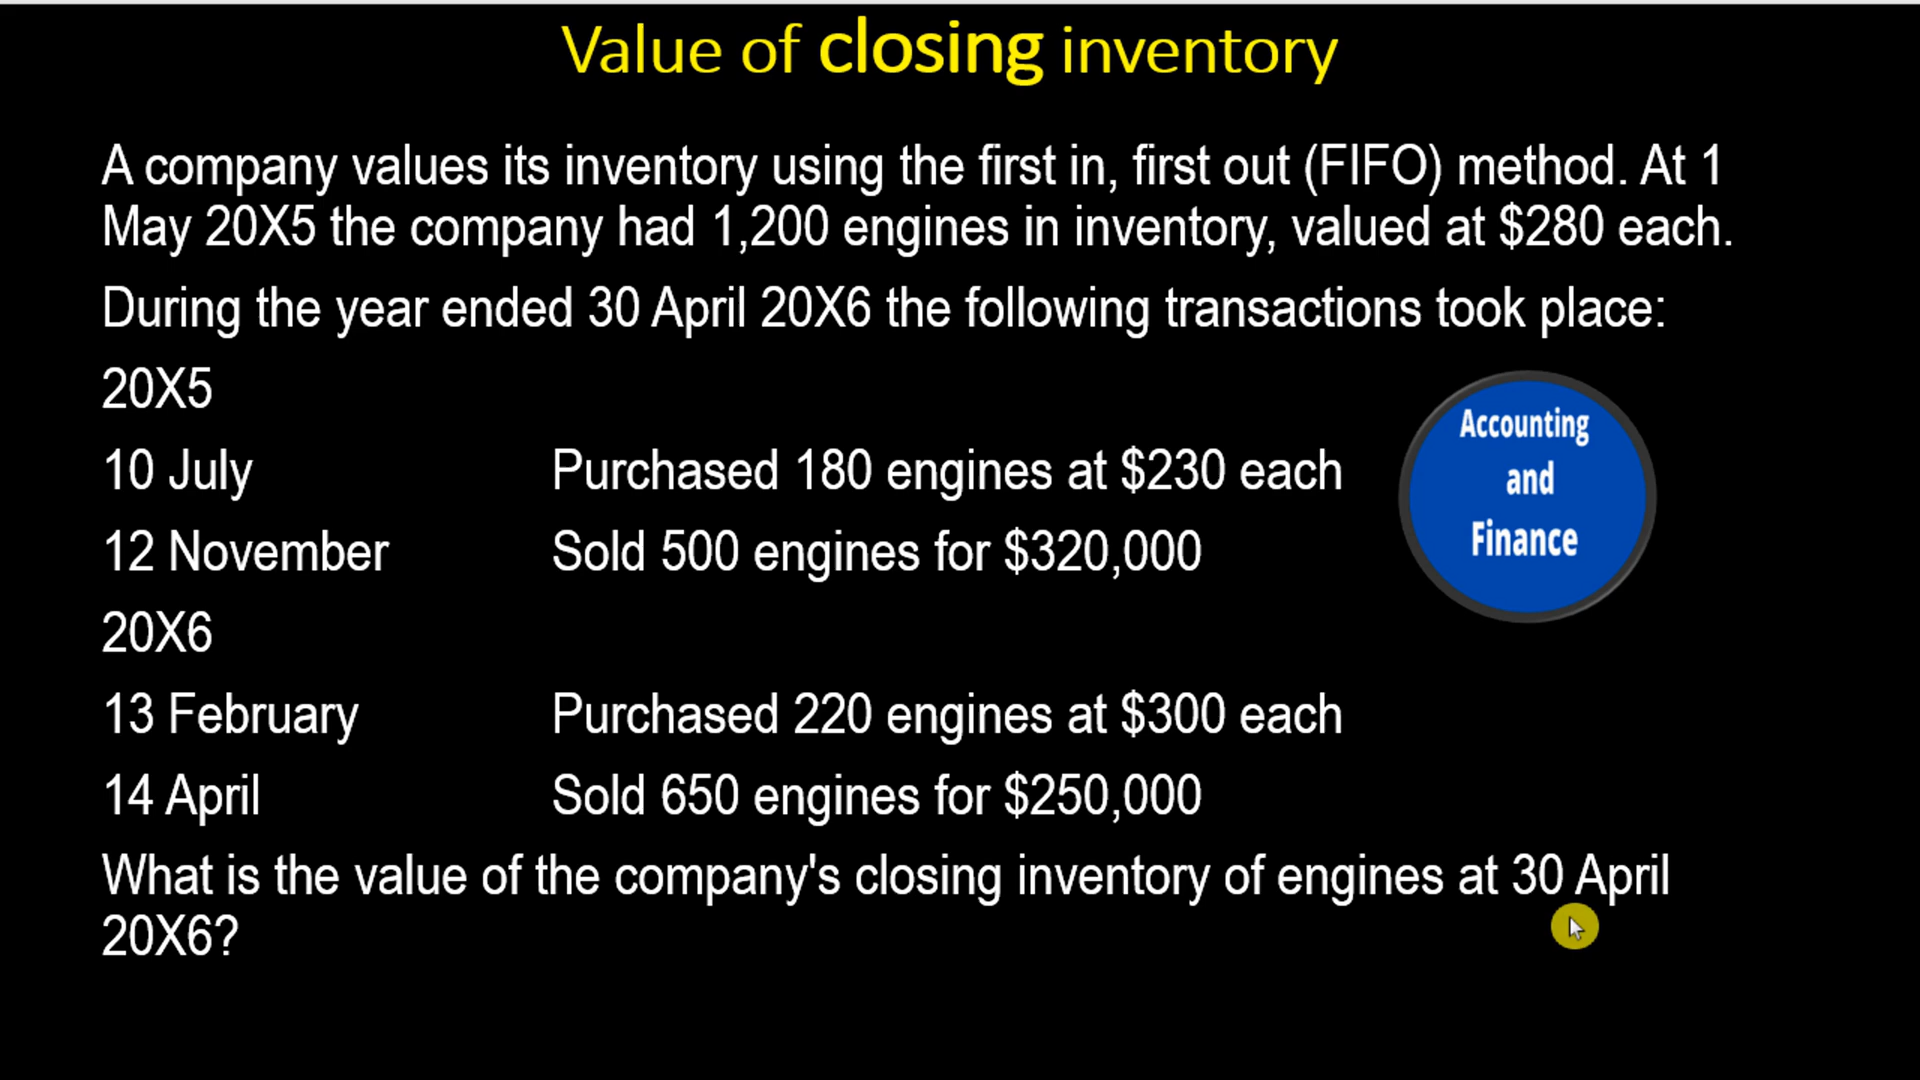 Value of closing inventory
A company values its inventory using the first in, first out (FIFO) method. At 1
May 20X5 the company had 1,200 engines in inventory, valued at $280 each.
During the year ended 30 April 20X6 the following transactions took place:
20X5
10 July Purchased 180 engines at $230 each
12 November Sold 500 engines for $320,000
20X6
13 February Purchased 220 engines at $300 each
14 April Sold 650 engines for $250,000
What is the value of the company's closing inventory of engines at 30 April
20X6?
Accounting
and
Finance